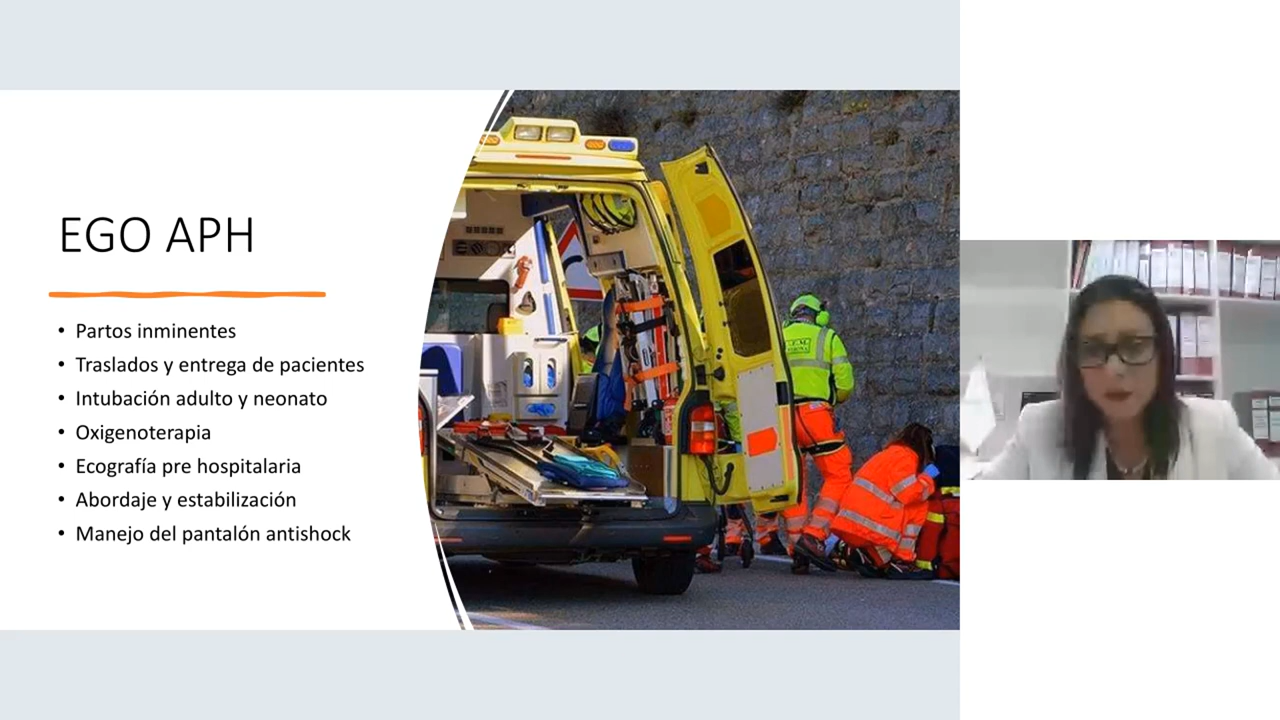 EGO APH
• Partos inminentes
• Traslados y entrega de pacientes
• Intubación adulto y neonato
• Oxigenoterapia
• Ecografía pre hospitalaria
• Abordaje y estabilización
• Manejo del pantalón antishock